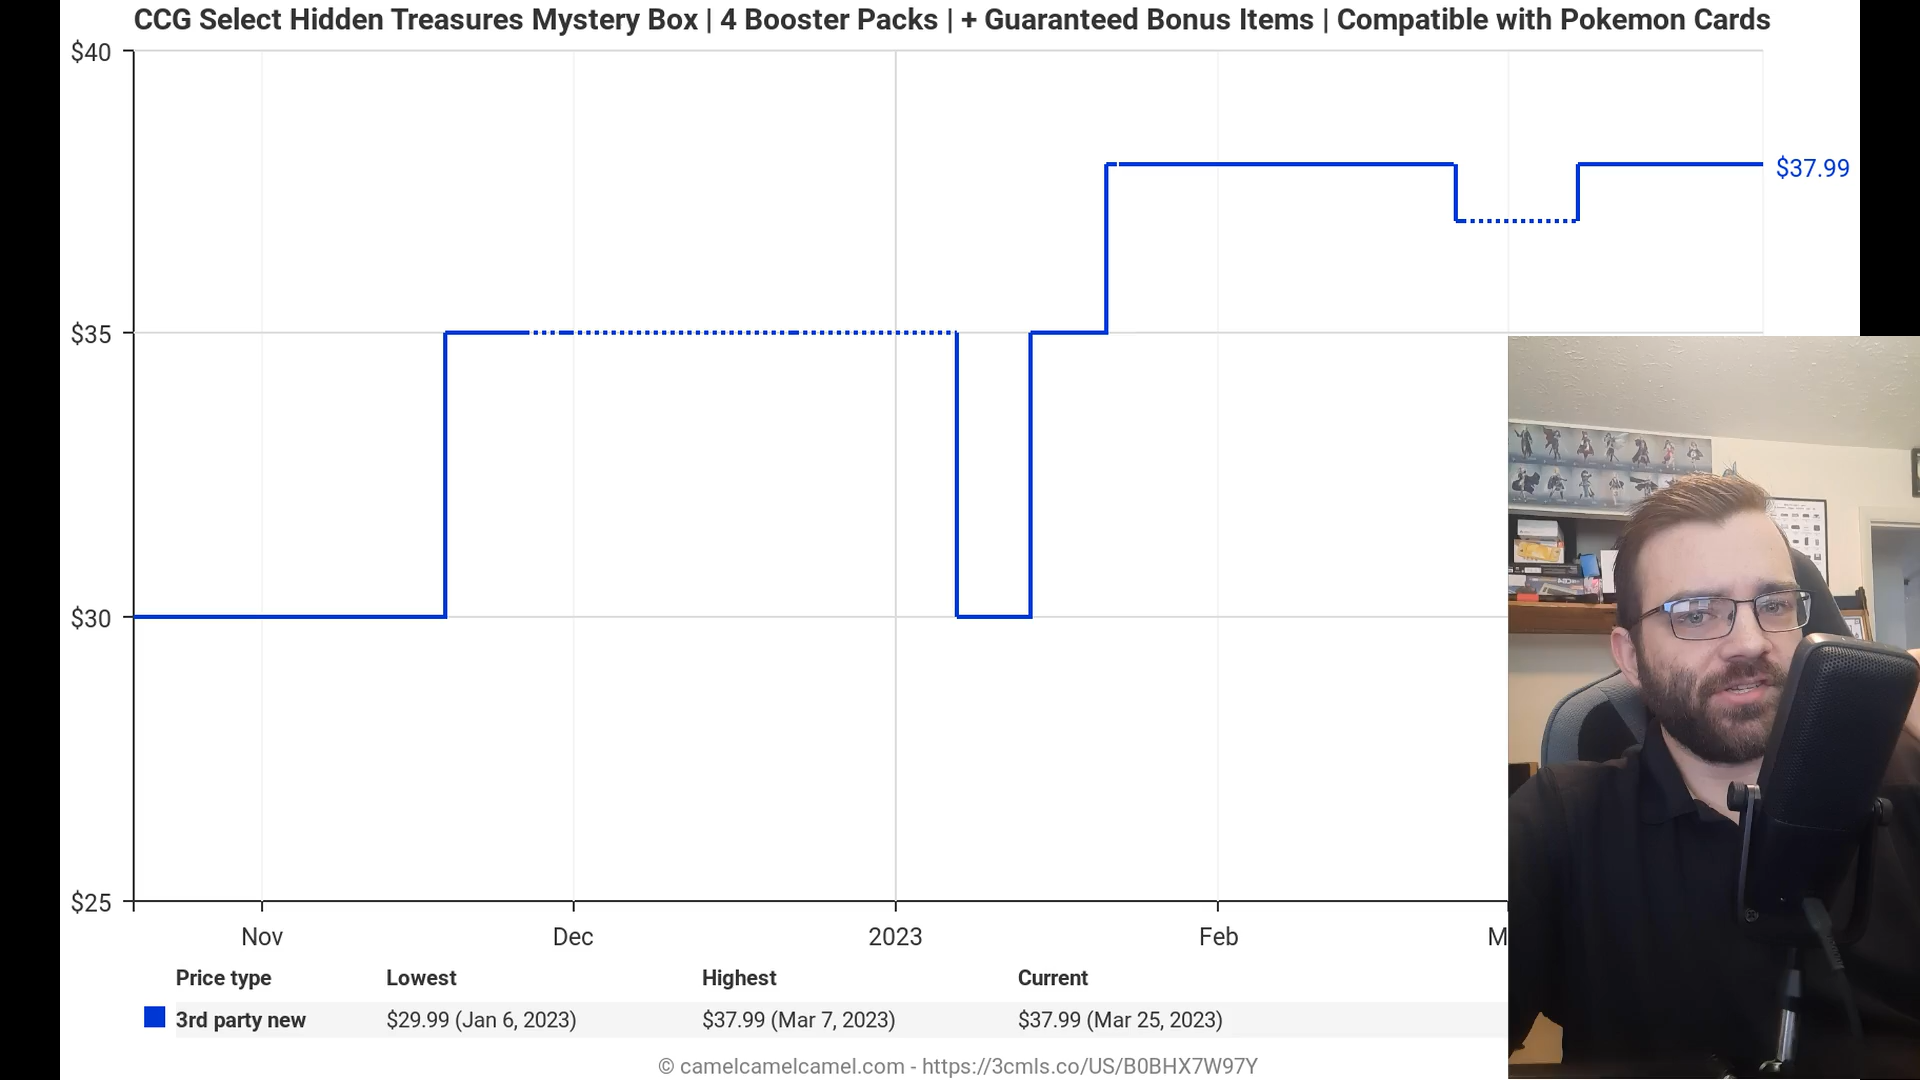 CCG Select Hidden Treasures Mystery Box | 4 Booster Packs | + Guaranteed Bonus Items | Compatible with Pokemon Cards
$40
$37.99
$35
$30
$25
Nov Dec 2023 Feb M
Price type Lowest Highest Current
3rd party new $29.99 (Jan 6, 2023) $37.99 (Mar 7, 2023) $37.99 (Mar 25, 2023)
© camelcamelcamel.com - https://3cmls.co/US/B0BHX7W97Y